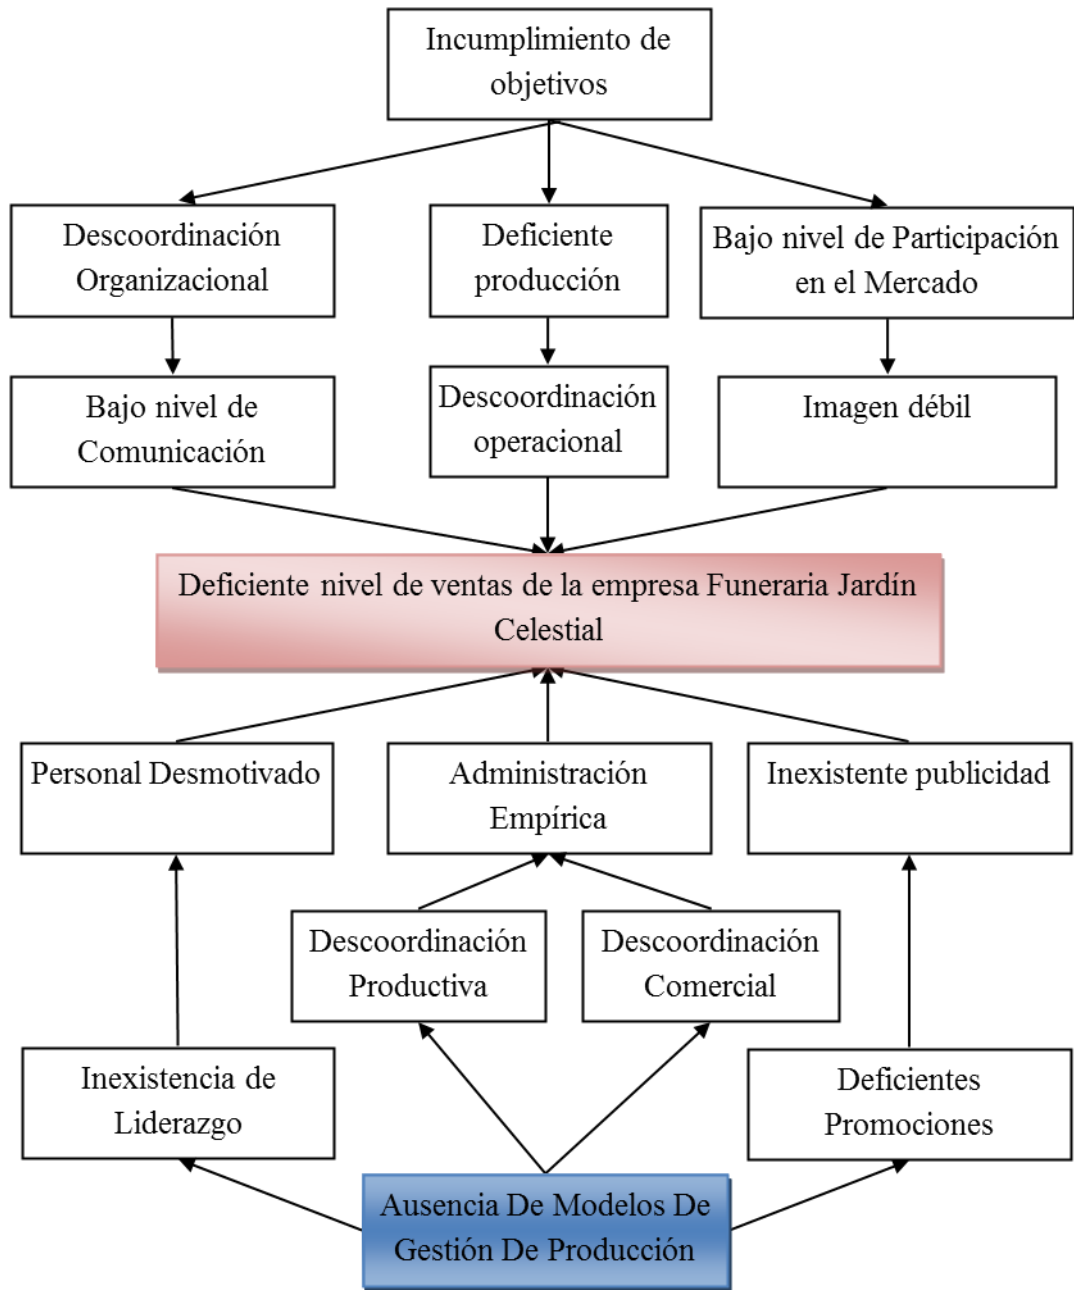 Incumplimiento de
objetivos
Descoordinación
Organizacional
Deficiente
producción
Bajo nivel de Participación
en el Mercado
Bajo nivel de
Comunicación
Descoordinación
operacional
Imagen débil
Deficiente nivel de ventas de la empresa Funeraria Jardín
Celestial
Personal Desmotivado
Administración
Empírica
Inexistente publicidad
Descoordinación
Productiva
Descoordinación
Comercial
Inexistencia de
Liderazgo
Deficientes
Promociones
Ausencia De Modelos De
Gestión De Producción